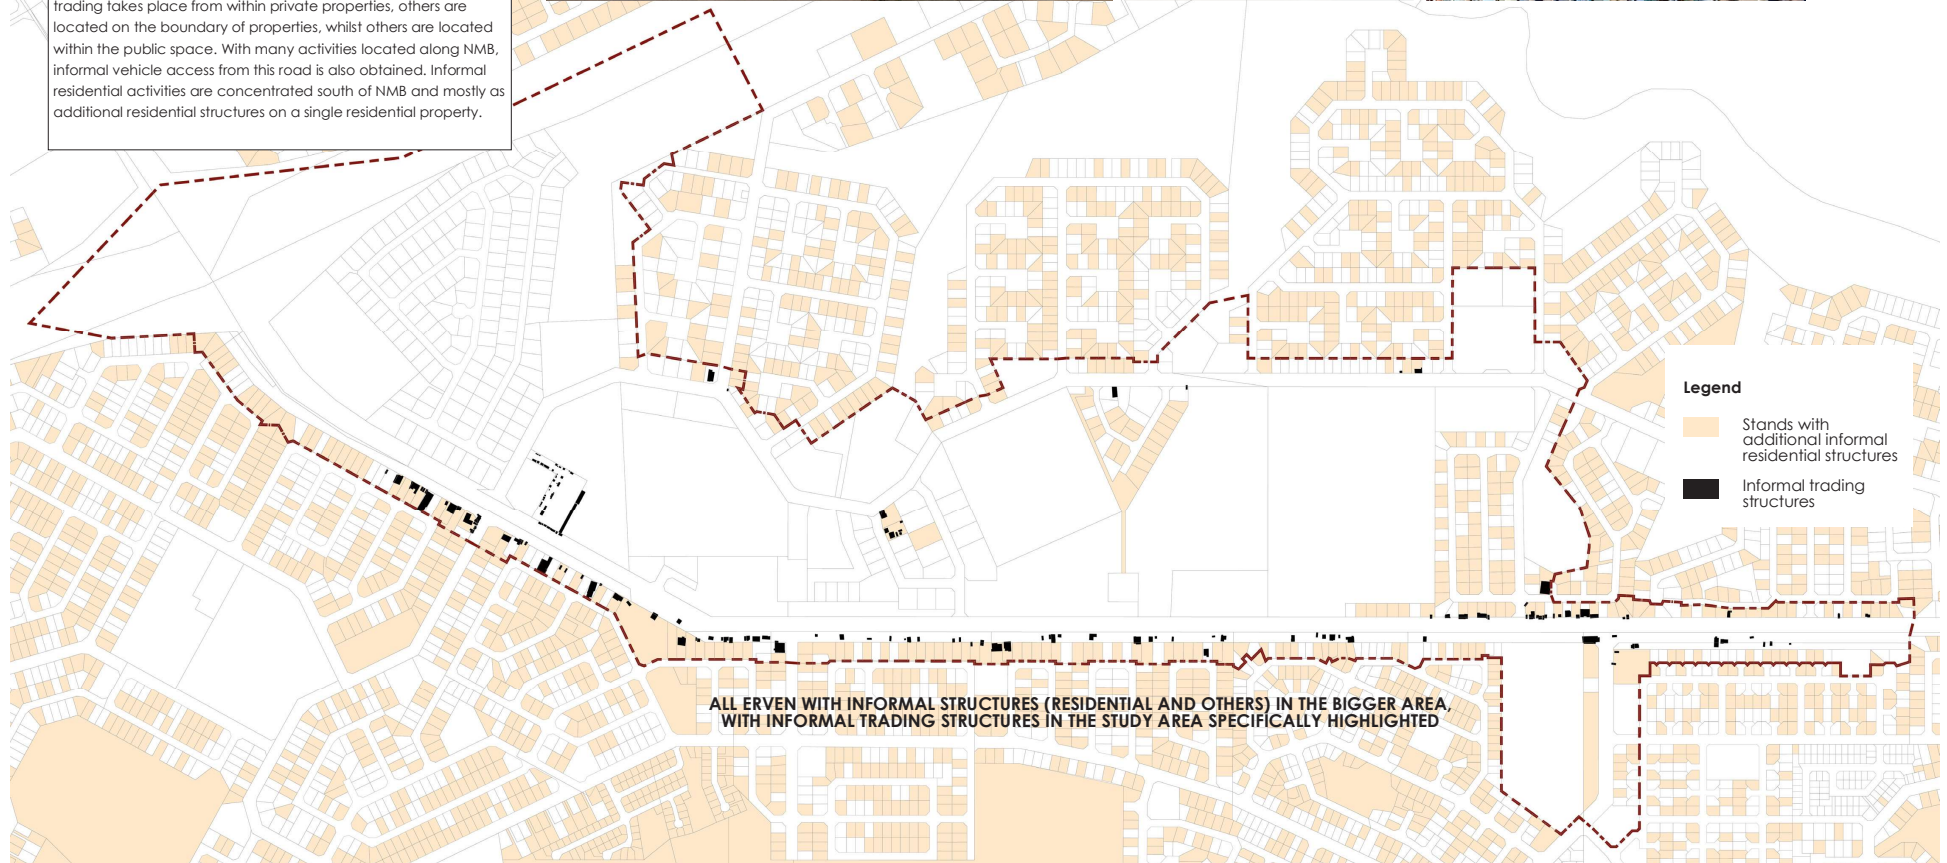 trading takes place from within private properties, others are
located on the boundary of properties, whilst others are located
within the public space. With many activities located along NMB,
informal vehicle access from this road is also obtained. Informal
residential activities are concentrated south of NMB and mostly as
additional residential structures on a single residential property.
Legend
Stands with
additional informal
residential structures
Informal trading
structures
ALL ERVEN WITH INFORMAL STRUCTURES (RESIDENTIAL AND OTHERS) IN THE BIGGER AREA,
WITH INFORMAL TRADING STRUCTURES IN THE STUDY AREA SPECIFICALLY HIGHLIGHTED